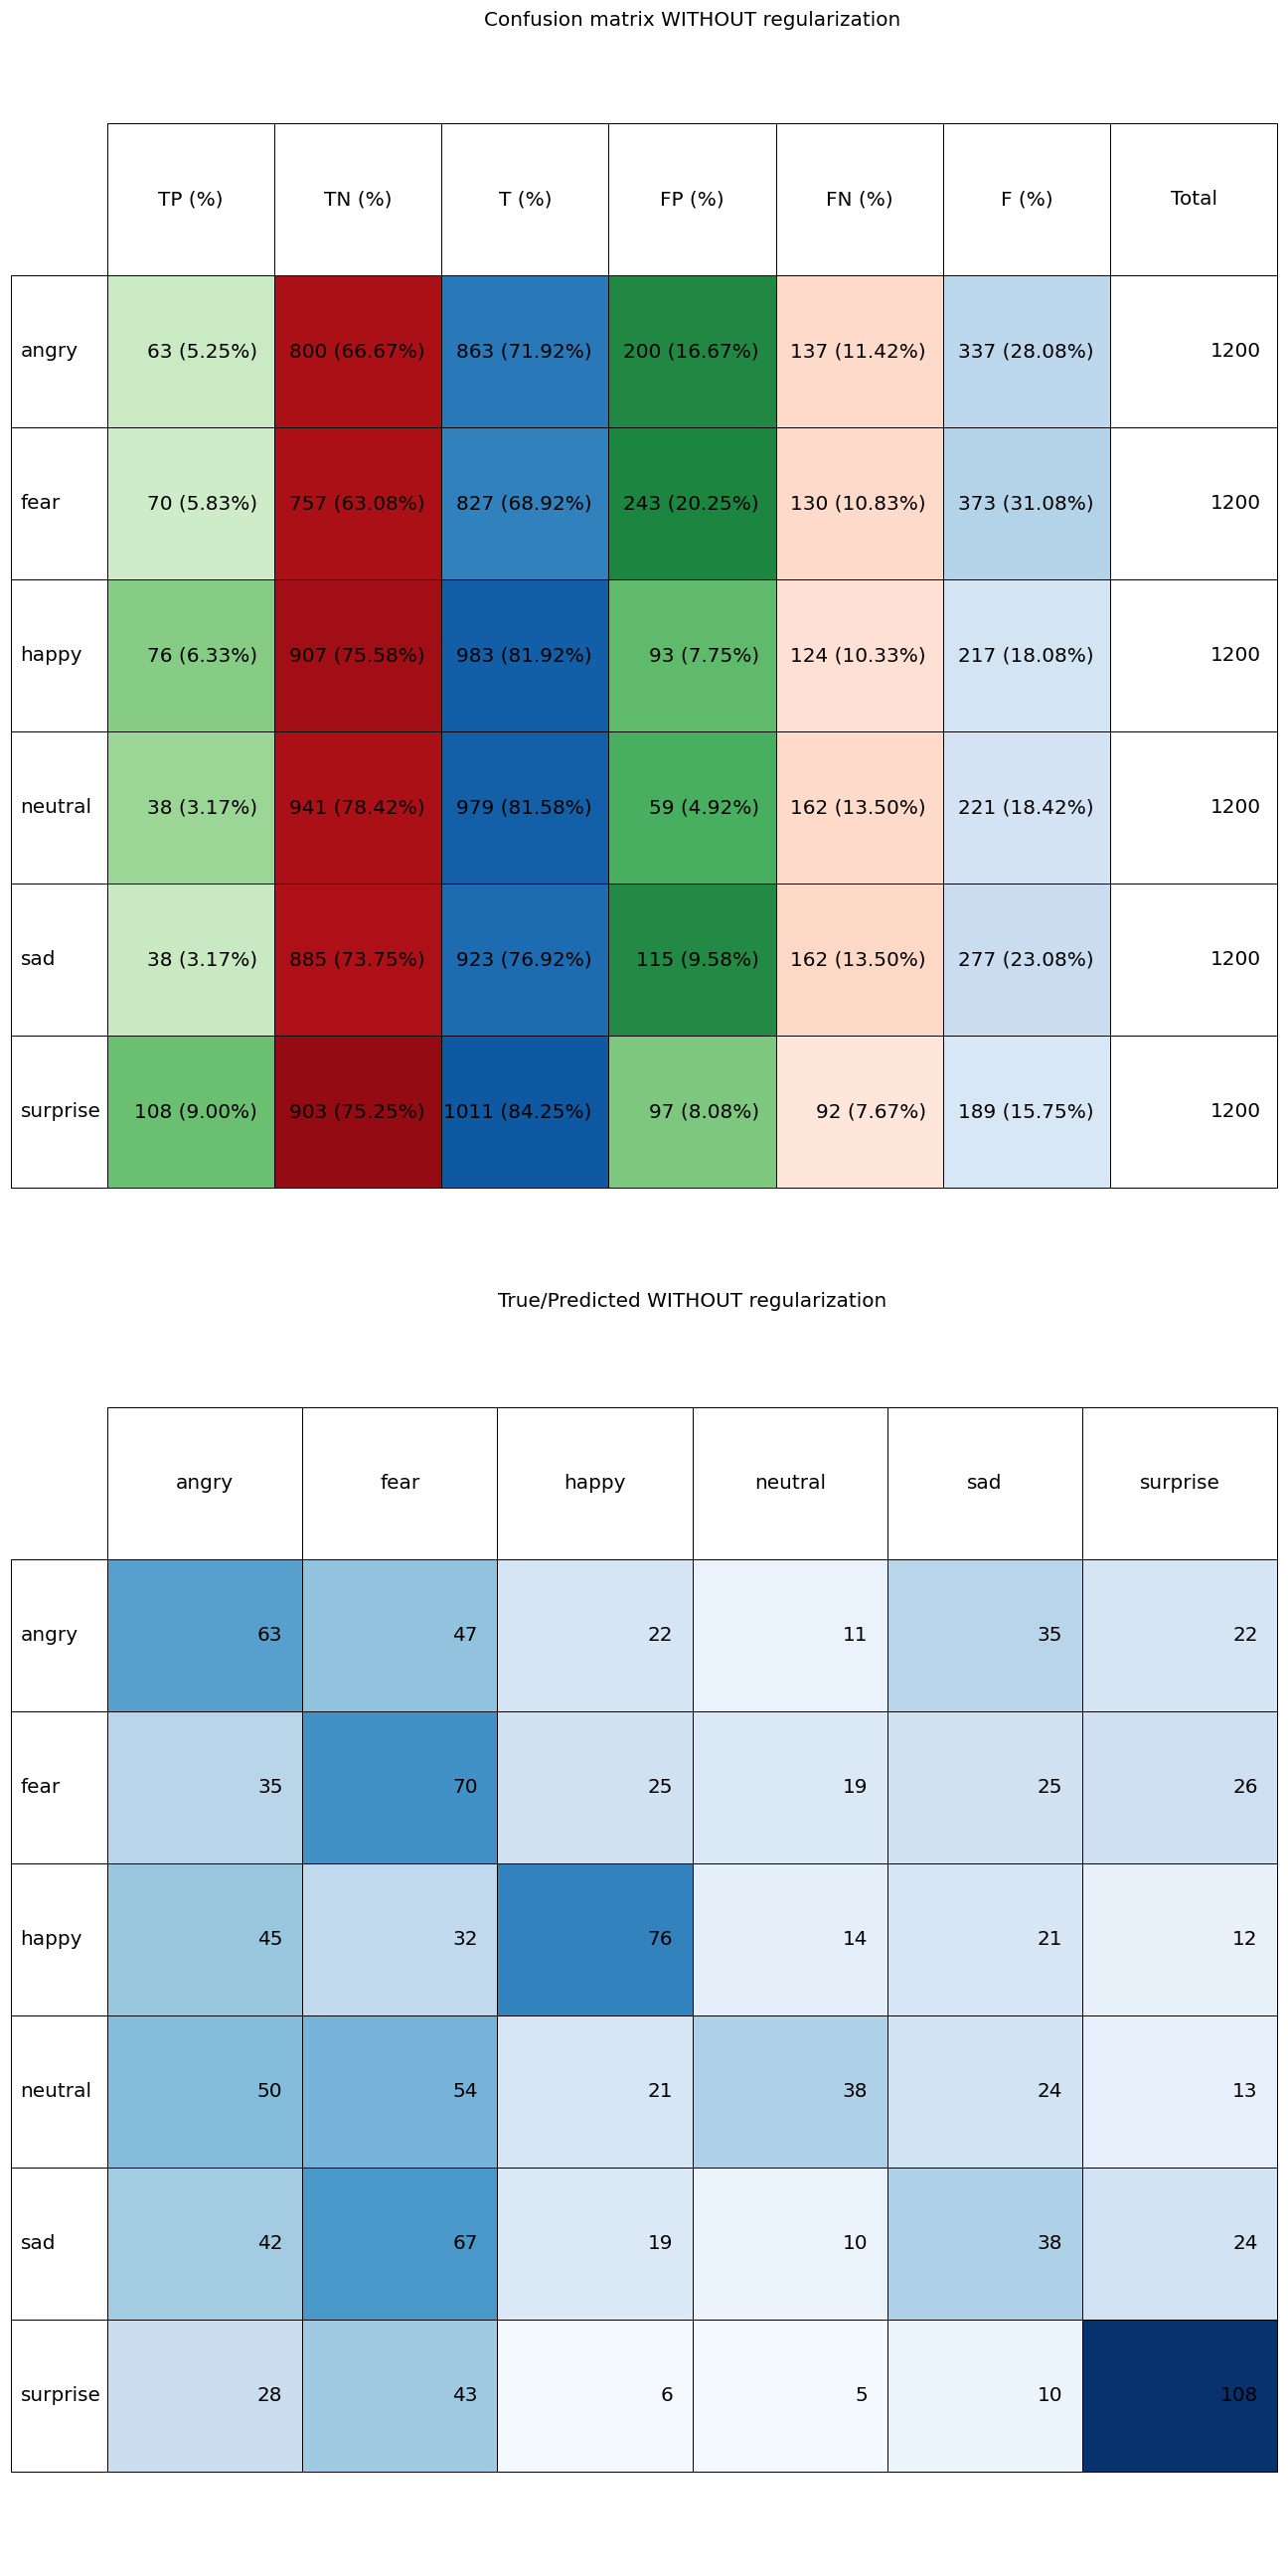 Confusion matrix WITHOUT regularization
TP (%) TN (%) T (%) FP (%) FN (%) F (%) Total
angry 63 (5.25%) 800 (66.67%) 863 (71.92%) 200 (16.67%) 137 (11.42%) 337 (28.08%) 1200
fear 70 (5.83%) 757 (63.08%) 827 (68.92%) 243 (20.25%) 130 (10.83%) 373 (31.08%) 1200
happy 76 (6.33%) 907 (75.58%) 983 (81.92%) 93 (7.75%) 124 (10.33%) 217 (18.08%) 1200
neutral 38 (3.17%) 941 (78.42%) 979 (81.58%) 59 (4.92%) 162 (13.50%) 221 (18.42%) 1200
sad 38 (3.17%) 885 (73.75%) 923 (76.92%) 115 (9.58%) 162 (13.50%) 277 (23.08%) 1200
surprise 108 (9.00%) 903 (75.25%) 1011 (84.25%) 97 (8.08%) 92 (7.67%) 189 (15.75%) 1200
True/Predicted WITHOUT regularization
angry fear happy neutral sad surprise
angry 63 47 22 11 35 22
fear 35 70 25 19 25 26
happy 45 32 76 14 21 12
neutral 50 54 21 38 24 13
sad 42 67 19 10 38 24
surprise 28 43 6 5 10 108